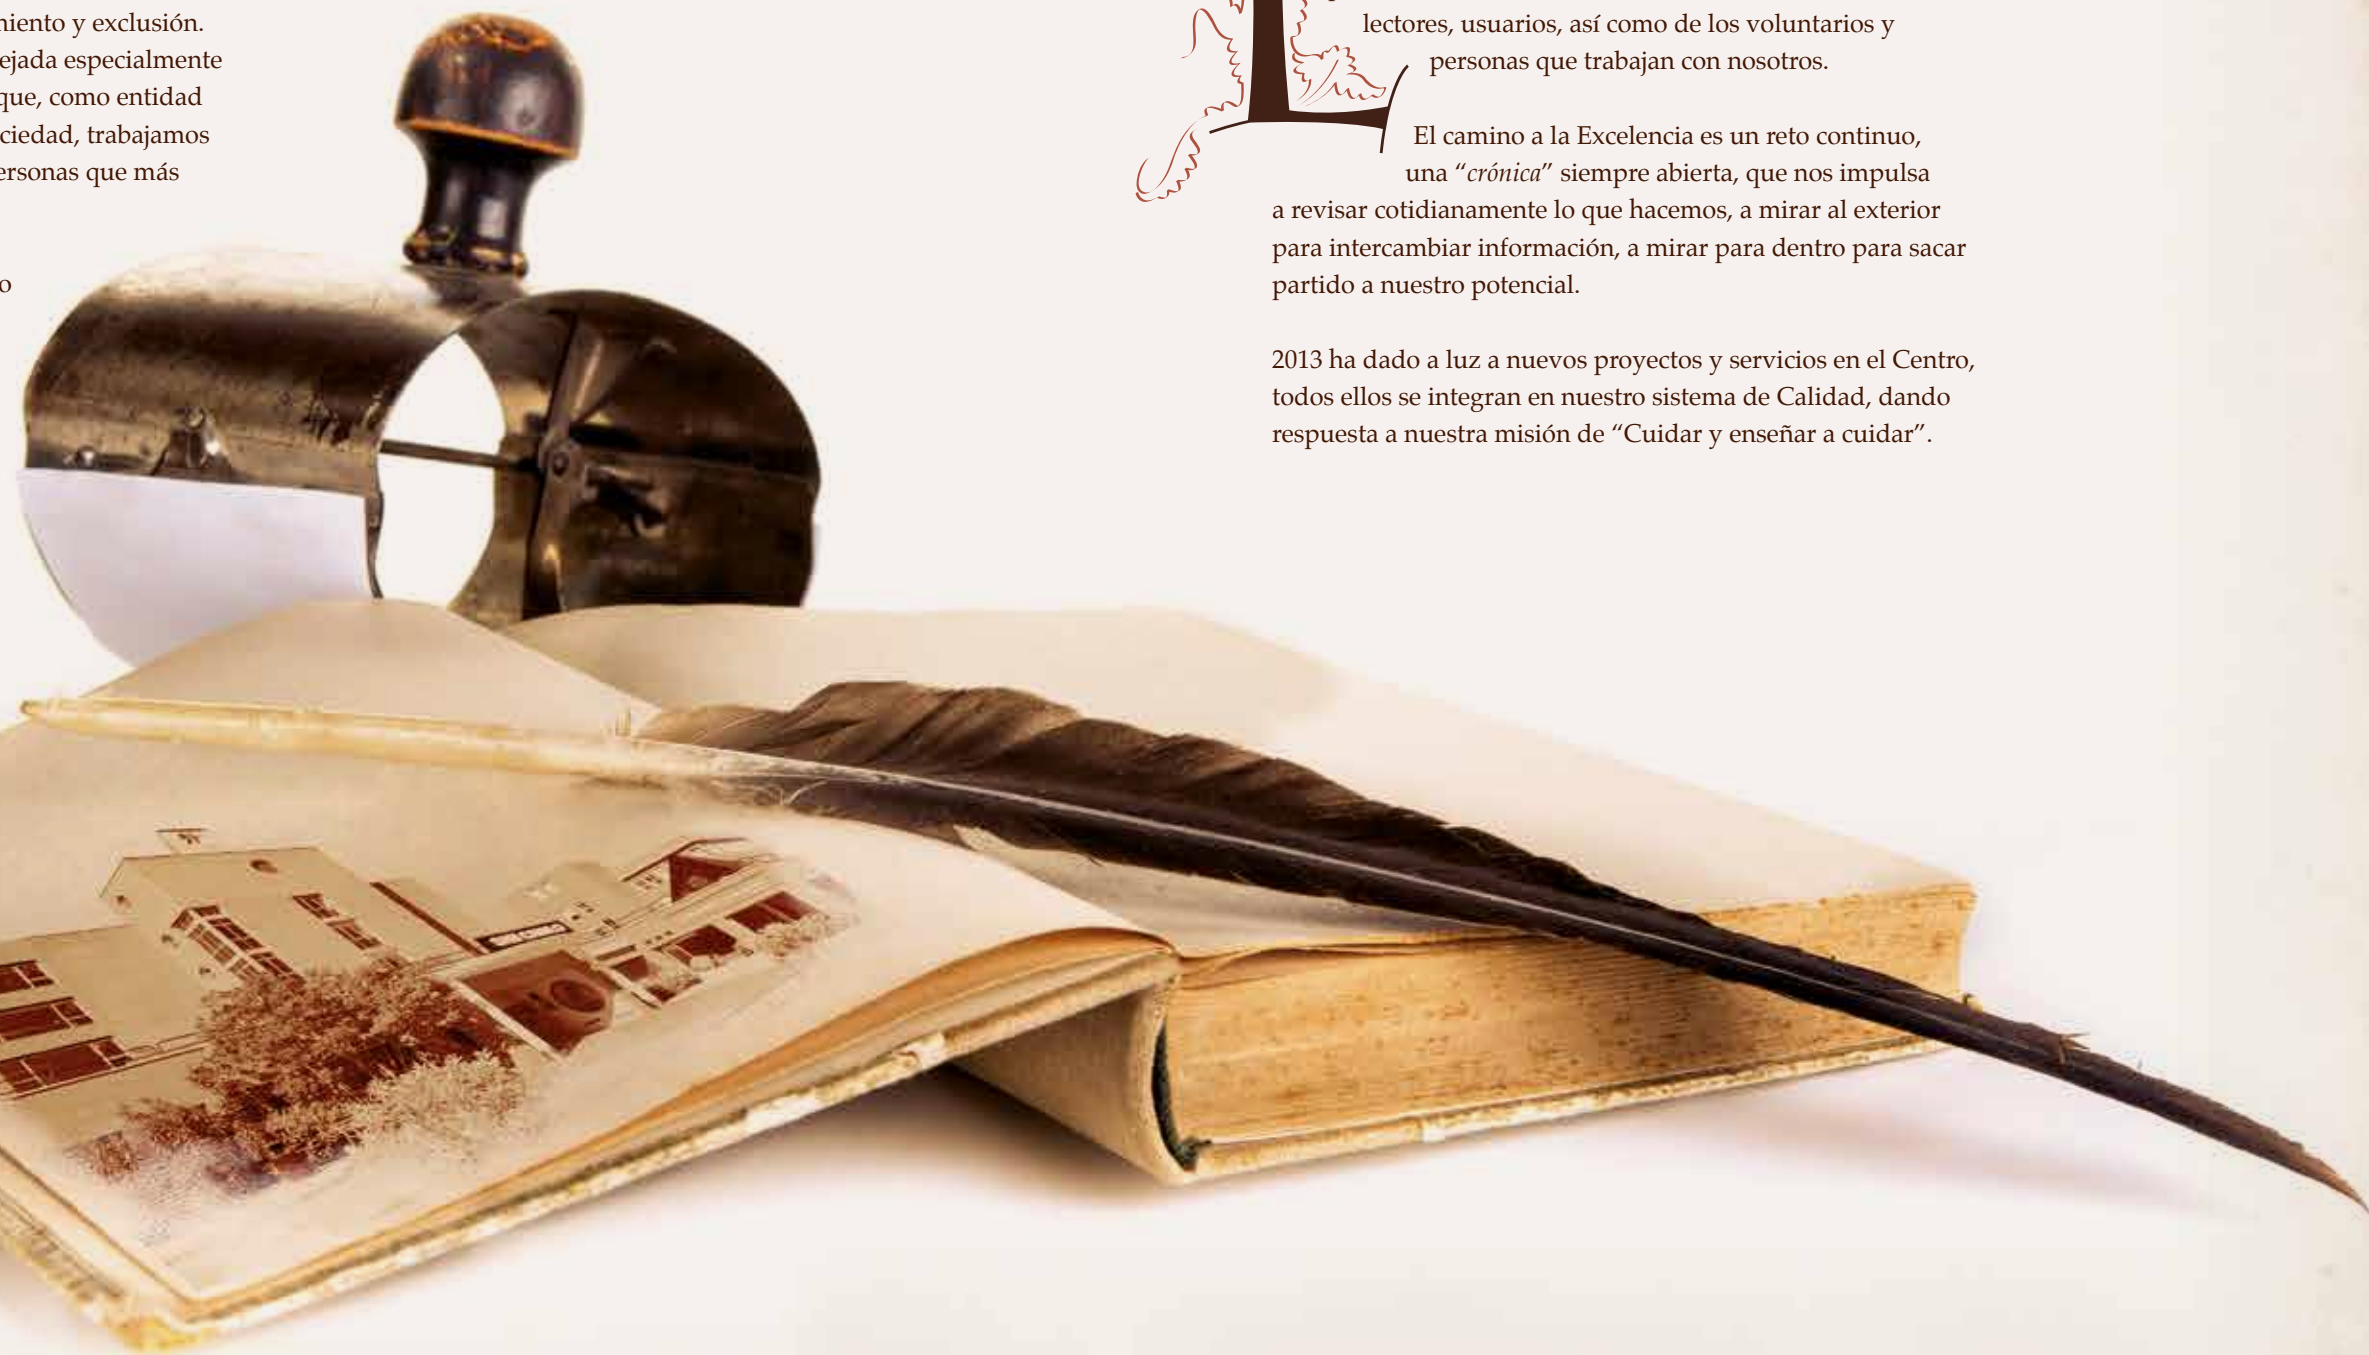 miento y exclusión.
ejada especialmente
que, como entidad
ciedad, trabajamos
ersonas que más
o
L
lectores, usuarios, así como de los voluntarios y
personas que trabajan con nosotros.
El camino a la Excelencia es un reto continuo,
una “crónica” siempre abierta, que nos impulsa
a revisar cotidianamente lo que hacemos, a mirar al exterior
para intercambiar información, a mirar para dentro para sacar
partido a nuestro potencial.
2013 ha dado a luz a nuevos proyectos y servicios en el Centro,
todos ellos se integran en nuestro sistema de Calidad, dando
respuesta a nuestra misión de “Cuidar y enseñar a cuidar”.